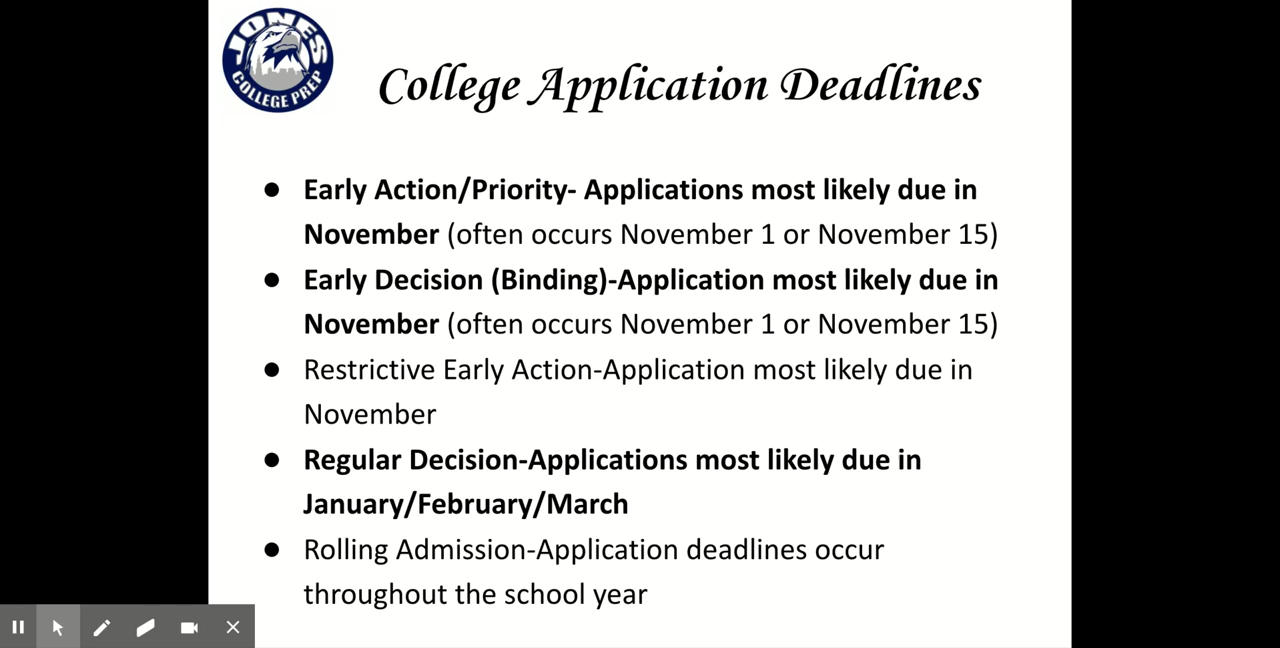 JONES
COLLEGE PREP
College Application Deadlines
● Early Action/Priority- Applications most likely due in
November (often occurs November 1 or November 15)
● Early Decision (Binding)-Application most likely due in
November (often occurs November 1 or November 15)
● Restrictive Early Action-Application most likely due in
November
● Regular Decision-Applications most likely due in
January/February/March
● Rolling Admission-Application deadlines occur
throughout the school year